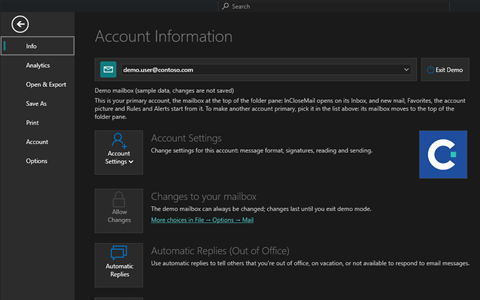 Search
Info
Analytics
Open & Export
Save As
Print
Account
Options
Account Information
demo.user@contoso.com
Exit Demo
Demo mailbox (sample data, changes are not saved)
This is your primary account, the mailbox at the top of the folder pane: InCloseMail opens on its Inbox, and new mail, Favorites, the account
picture and Rules and Alerts start from it. To make another account primary, pick it in the list above: its mailbox moves to the top of the
folder pane.
Account
Settings
Account Settings
Change settings for this account: message format, signatures, reading and sending.
C
Allow
Changes
Changes to your mailbox
The demo mailbox can always be changed; changes last until you exit demo mode.
More choices in File → Options → Mail
Automatic
Replies
Automatic Replies (Out of Office)
Use automatic replies to tell others that you're out of office, on vacation, or not available to respond to email messages.